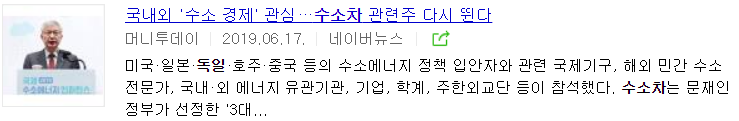 국내외 '수소 경제' 관심…수소차 관련주 다시 뛴다
머니투데이 | 2019.06.17. | 네이버뉴스 |
미국·일본·독일·호주·중국 등의 수소에너지 정책 입안자와 관련 국제기구, 해외 민간 수소
전문가, 국내·외 에너지 유관기관, 기업, 학계, 주한외교단 등이 참석했다. 수소차는 문재인
정부가 선정한 '3대...